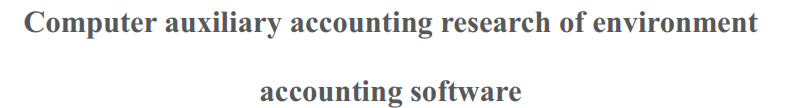 Computer auxiliary accounting research of environment
accounting software